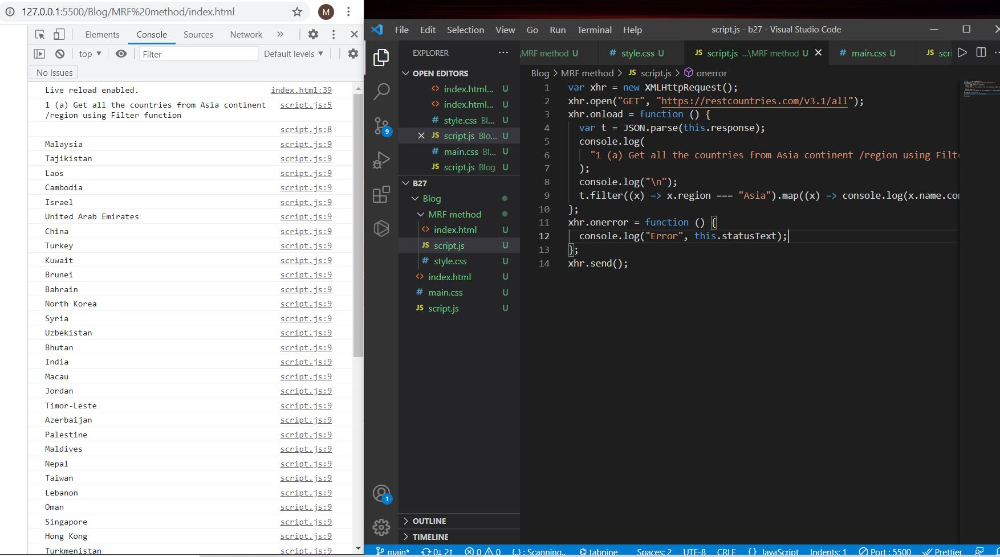 127.0.0.1:5500/Blog/MRF%20method/index.html
M
Elements Console Sources Network »
top ▼ Filter Default levels ▼
No Issues
Live reload enabled. index.html:39
1 (a) Get all the countries from Asia continent script.js:5
/region using Filter function
script.js:8
Malaysia script.js:9
Tajikistan script.js:9
Laos script.js:9
Cambodia script.js:9
Israel script.js:9
United Arab Emirates script.js:9
China script.js:9
Turkey script.js:9
Kuwait script.js:9
Brunei script.js:9
Bahrain script.js:9
North Korea script.js:9
Syria script.js:9
Uzbekistan script.js:9
Bhutan script.js:9
India script.js:9
Macau script.js:9
Jordan script.js:9
Timor-Leste script.js:9
Azerbaijan script.js:9
Palestine script.js:9
Maldives script.js:9
Nepal script.js:9
Taiwan script.js:9
Lebanon script.js:9
Oman script.js:9
Singapore script.js:9
Hong Kong script.js:9
Turkmenistan script.js:9
File Edit Selection View Go Run Terminal Help script.js - b27 - Visual Studio Code
9
1
EXPLORER ...
OPEN EDITORS
<> index.html... U
<> index.html... U
# style.css Bl... U
JS script.js Blo... U
# main.css Bl... U
JS script.js Blog U
B27
Blog
MRF method
<> index.html U
JS script.js U
# style.css U
<> index.html U
# main.css U
JS script.js U
OUTLINE
TIMELINE
\MRF method U # style.css U JS script.js ...\MRF method U # main.css U JS scri
Blog > MRF method > JS script.js > onerror
1 var xhr = new XMLHttpRequest();
2 xhr.open("GET", "https://restcountries.com/v3.1/all");
3 xhr.onload = function () {
4 var t = JSON.parse(this.response);
5 console.log(
6 "1 (a) Get all the countries from Asia continent /region using Filt
7 );
8 console.log("\n");
9 t.filter((x) => x.region === "Asia").map((x) => console.log(x.name.co
10 };
11 xhr.onerror = function () {
12 console.log("Error", this.statusText);
13 };
14 xhr.send();
main* 0↓ 2↑ 0 0 {..} : Scanning.. tabnine Spaces: 2 UTF-8 CRLF {} JavaScript Indents: 1 Port : 5500 Prettier